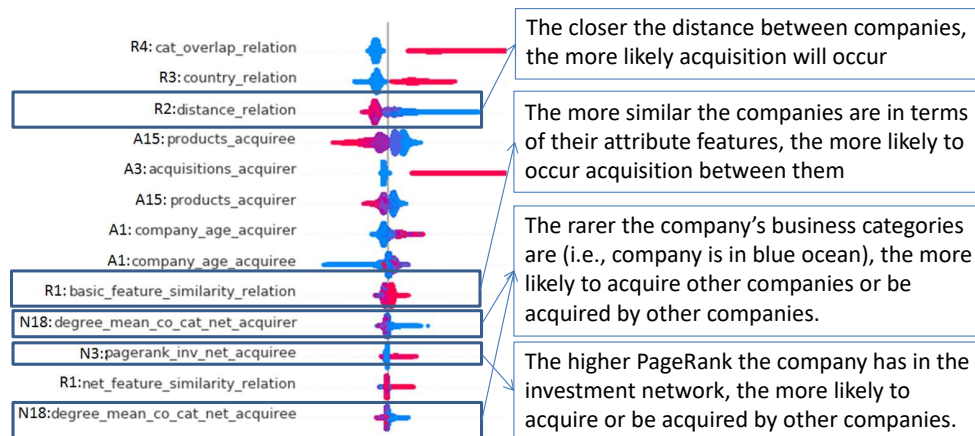 R4: cat_overlap_relation
R3: country_relation
R2: distance_relation
A15: products_acquiree
A3: acquisitions_acquirer
A15: products_acquirer
A1: company_age_acquirer
A1: company_age_acquiree
R1: basic_feature_similarity_relation
N18: degree_mean_co_cat_net_acquirer
N3: pagerank_inv_net_acquiree
R1: net_feature_similarity_relation
N18: degree_mean_co_cat_net_acquiree
The closer the distance between companies,
the more likely acquisition will occur
The more similar the companies are in terms
of their attribute features, the more likely to
occur acquisition between them
The rarer the company’s business categories
are (i.e., company is in blue ocean), the more
likely to acquire other companies or be
acquired by other companies.
The higher PageRank the company has in the
investment network, the more likely to
acquire or be acquired by other companies.